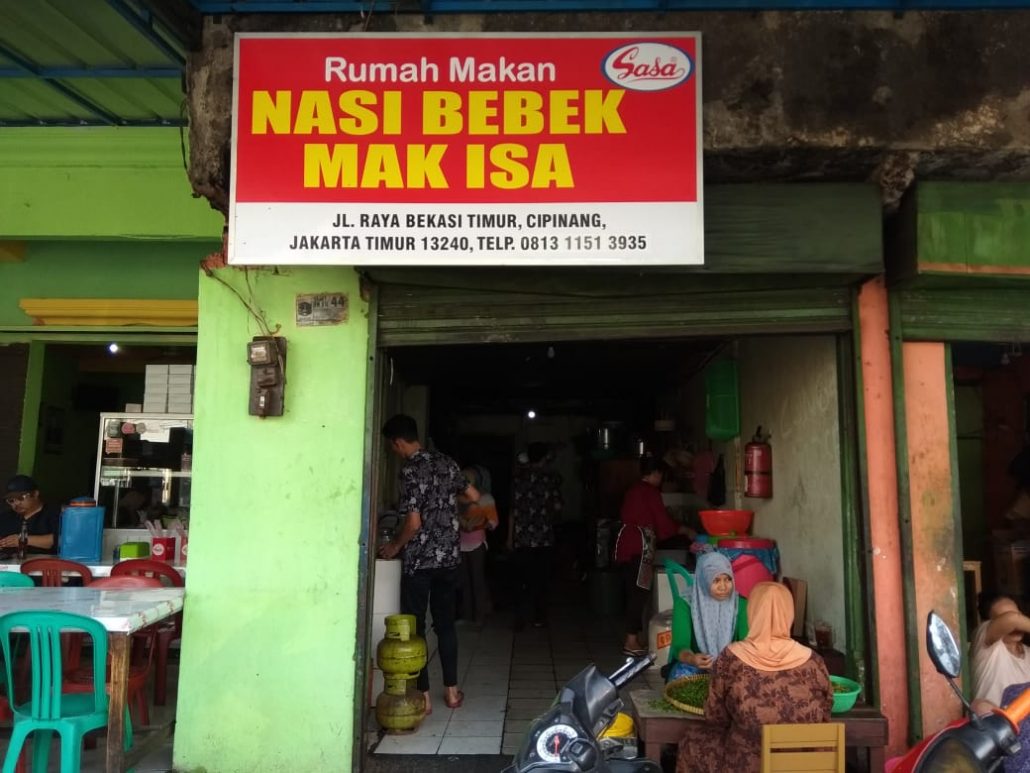 Rumah Makan
Sasa
NASI BEBEK
MAK ISA
JL. RAYA BEKASI TIMUR, CIPINANG,
JAKARTA TIMUR 13240, TELP. 0813 1151 3935
44